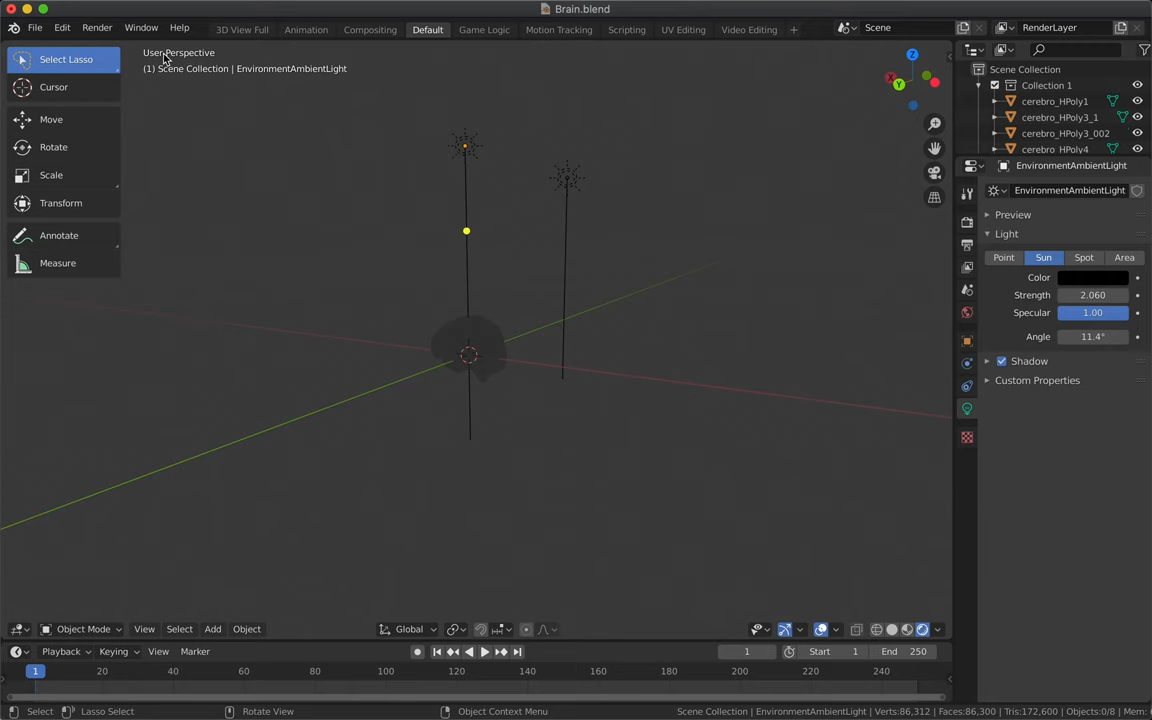 Brain.blend
File Edit Render Window Help 3D View Full Animation Compositing Default Game Logic Motion Tracking Scripting UV Editing Video Editing + Scene RenderLayer
Select Lasso
Cursor
Move
Rotate
Scale
Transform
Annotate
Measure
User Perspective
(1) Scene Collection | EnvironmentAmbientLight
Z
X
Y
Scene Collection
Collection 1
cerebro_HPoly1
cerebro_HPoly3_1
cerebro_HPoly3_002
cerebro_HPoly4
EnvironmentAmbientLight
EnvironmentAmbientLight
Preview
Light
Point Sun Spot Area
Color
Strength 2.060
Specular 1.00
Angle 11.4°
Shadow
Custom Properties
Object Mode View Select Add Object Global
Playback Keying View Marker 1 Start 1 End 250
1 20 40 60 80 100 120 140 160 180 200 220 240
Select Lasso Select Rotate View Object Context Menu Scene Collection | EnvironmentAmbientLight | Verts:86,312 | Faces:86,300 | Tris:172,600 | Objects:0/8 | Mem: